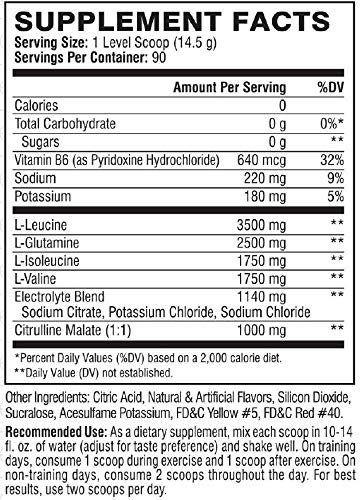 SUPPLEMENT FACTS
Serving Size: 1 Level Scoop (14.5 g)
Servings Per Container: 90
Amount Per Serving %DV
Calories 0
Total Carbohydrate 0 g 0%*
Sugars 0 g **
Vitamin B6 (as Pyridoxine Hydrochloride) 640 mcg 32%
Sodium 220 mg 9%
Potassium 180 mg 5%
L-Leucine 3500 mg **
L-Glutamine 2500 mg **
L-Isoleucine 1750 mg **
L-Valine 1750 mg **
Electrolyte Blend 1140 mg **
Sodium Citrate, Potassium Chloride, Sodium Chloride
Citrulline Malate (1:1) 1000 mg **
*Percent Daily Values (%DV) based on a 2,000 calorie diet.
**Daily Value (DV) not established.
Other Ingredients: Citric Acid, Natural & Artificial Flavors, Silicon Dioxide,
Sucralose, Acesulfame Potassium, FD&C Yellow #5, FD&C Red #40.
Recommended Use: As a dietary supplement, mix each scoop in 10-14
fl. oz. of water (adjust for taste preference) and shake well. On training
days, consume 1 scoop during exercise and 1 scoop after exercise. On
non-training days, consume 2 scoops throughout the day. For best
results, use two scoops per day.